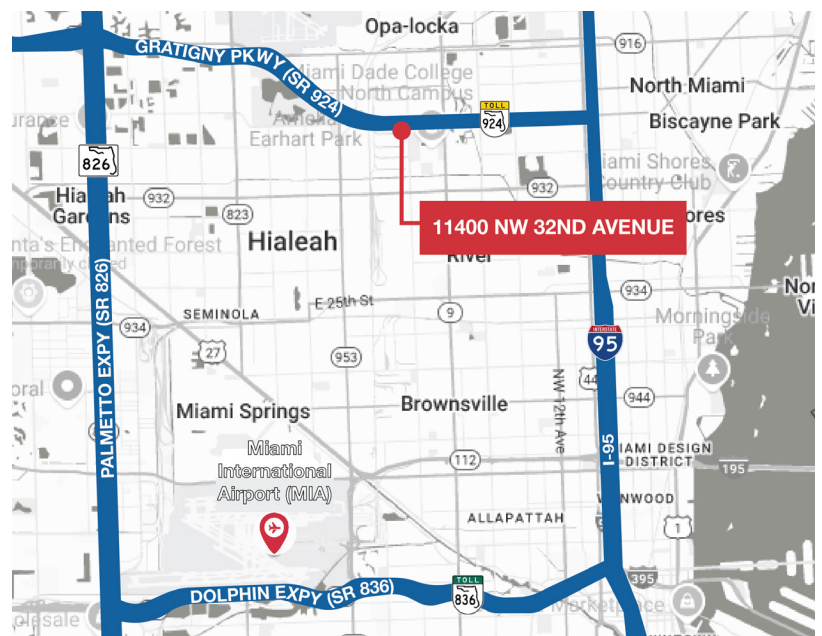 Opa-locka
916
GRATIGNY PKWY (SR 924)
Miami Dade College
North Campus
North Miami
TOLL
924
Earhart Park
Biscayne Park
826
Miami Shores
Country Club
932
932
Hialeah
Gardens
823
11400 NW 32ND AVENUE
Hialeah
River
Enchanted Forest
934
E 25th St
SEMINOLA
9
Morningside
Park
934
INTERSTATE
95
27
953
PALMETTO EXPY (SR 826)
NW 12th Ave
944
Miami Springs
Brownsville
Miami
International
Airport (MIA)
112
I-95
MIAMI DESIGN
DISTRICT
195
WYNWOOD
ALLAPATTAH
1
395
DOLPHIN EXPY (SR 836)
TOLL
836
Marketplace